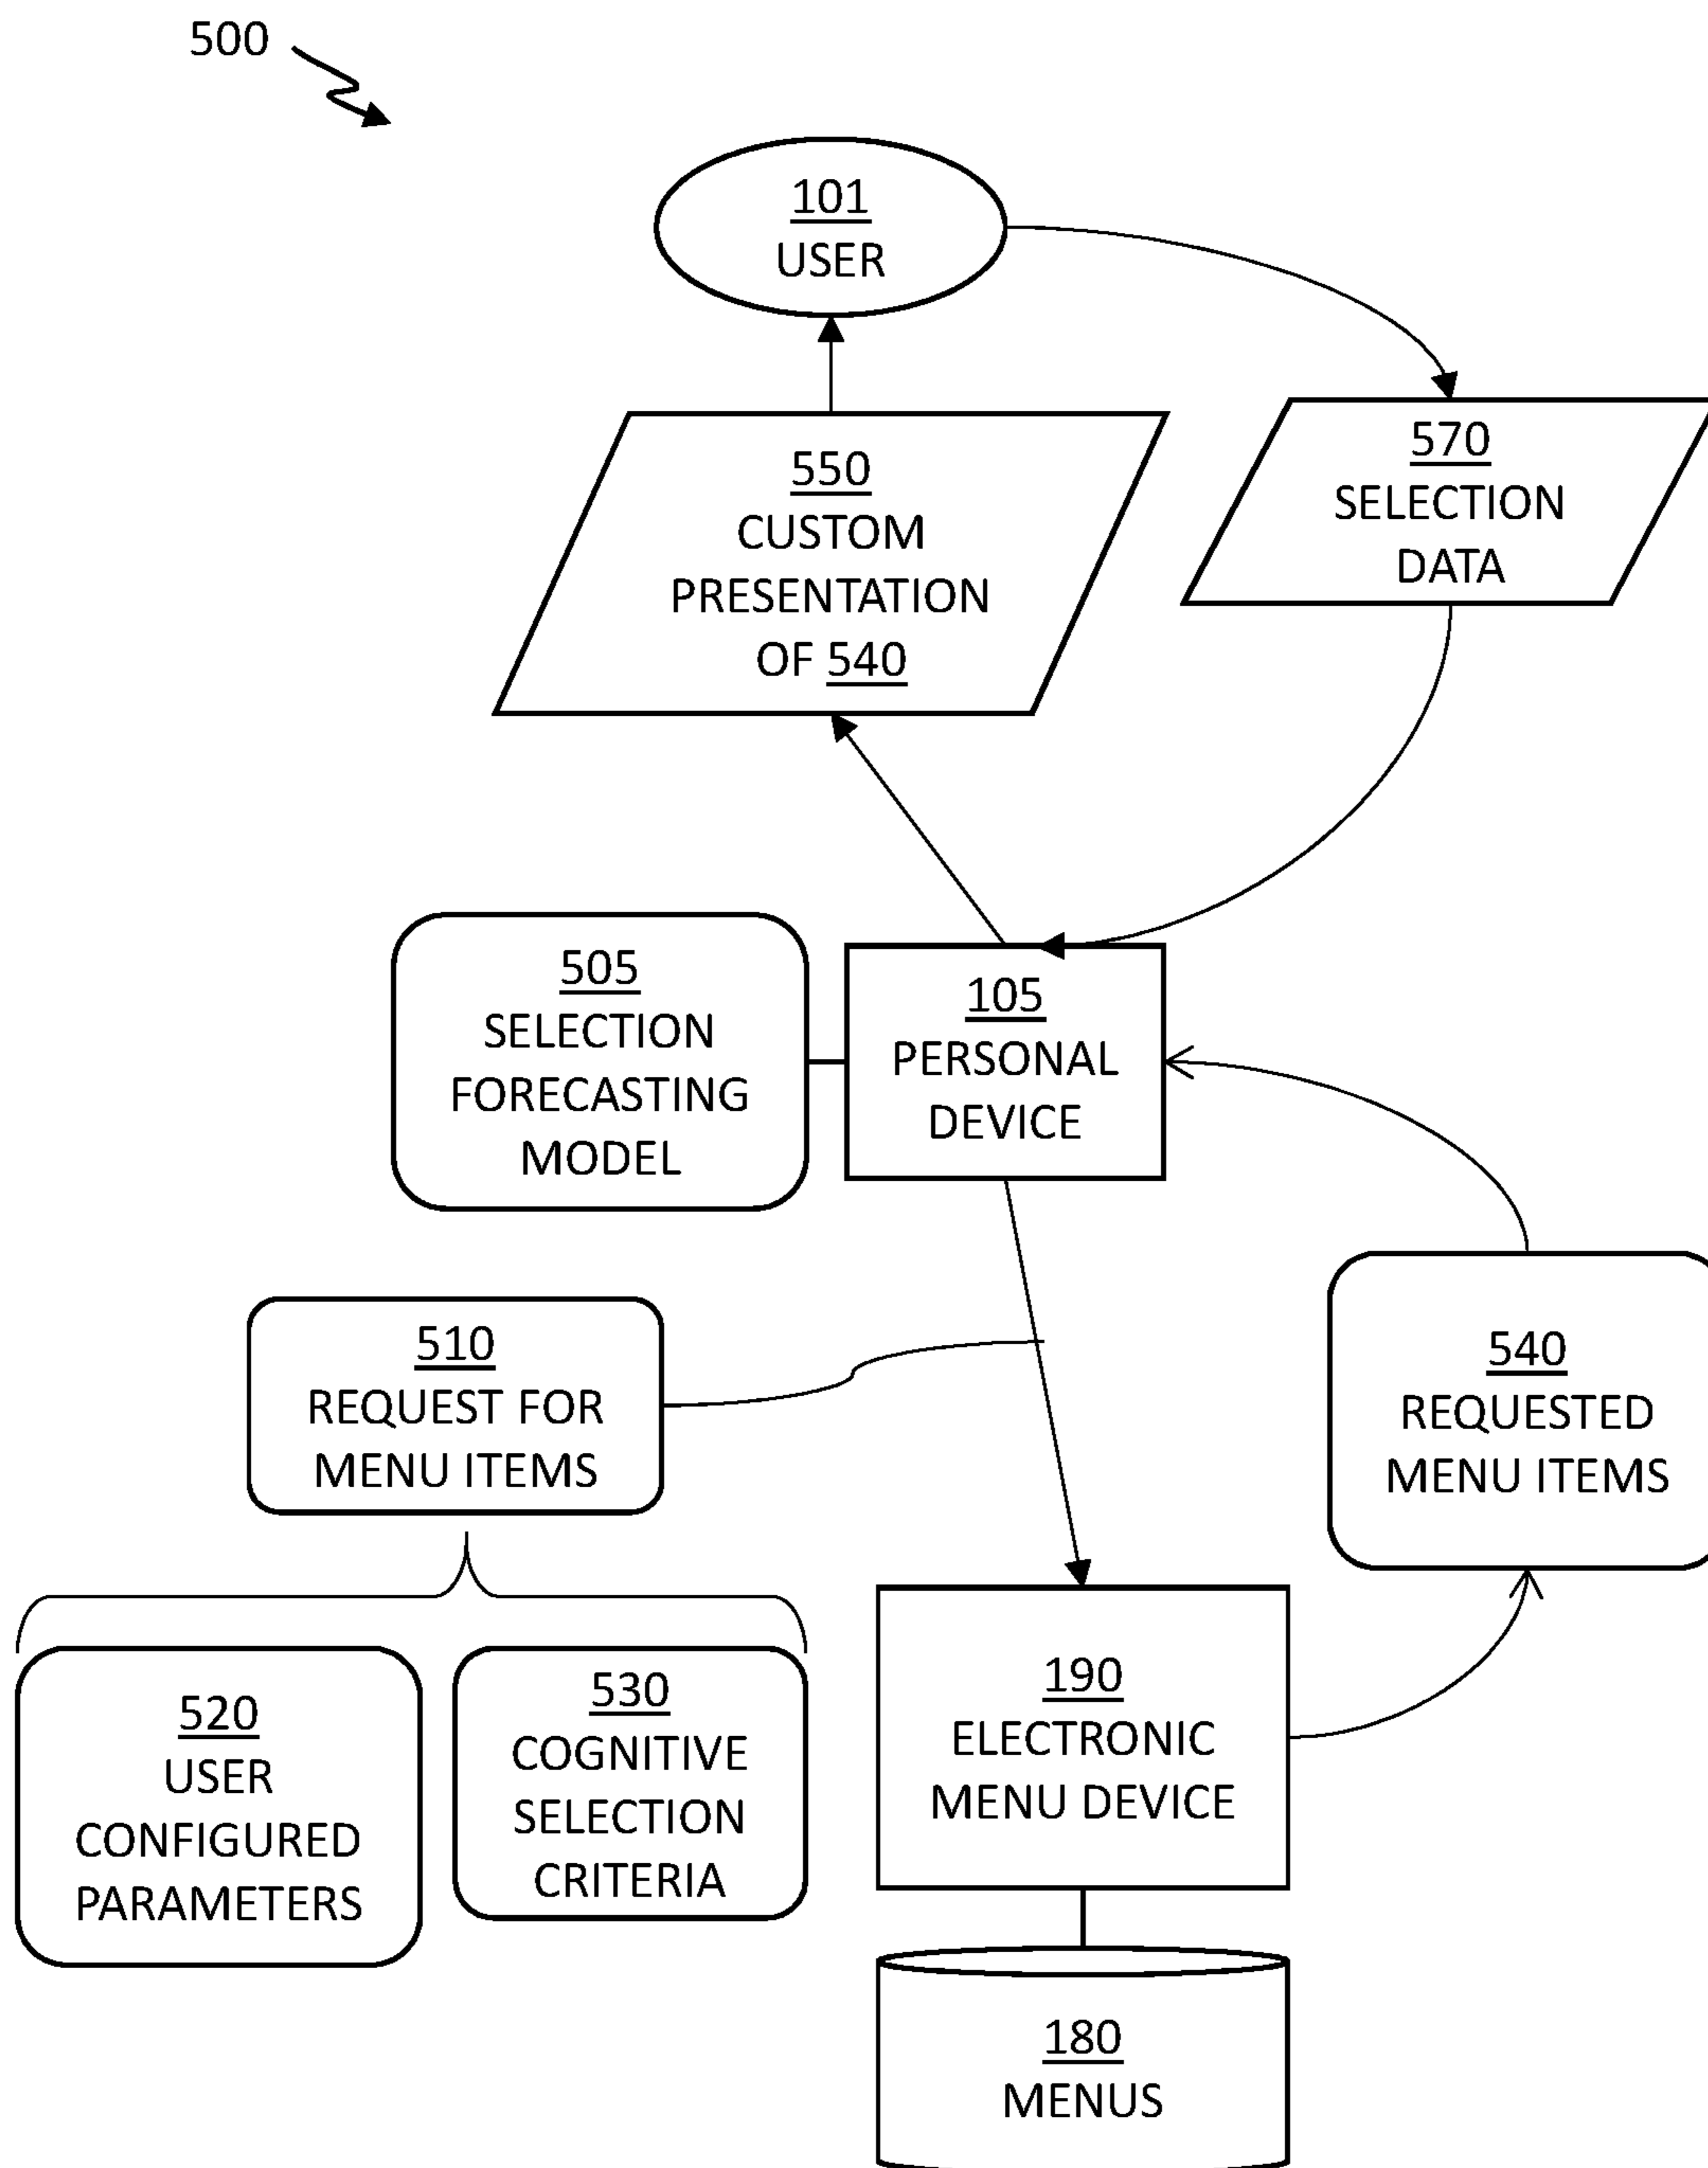 500
101
USER
550
CUSTOM
PRESENTATION
OF 540
570
SELECTION
DATA
505
SELECTION
FORECASTING
MODEL
105
PERSONAL
DEVICE
510
REQUEST FOR
MENU ITEMS
540
REQUESTED
MENU ITEMS
520
USER
CONFIGURED
PARAMETERS
530
COGNITIVE
SELECTION
CRITERIA
190
ELECTRONIC
MENU DEVICE
180
MENUS